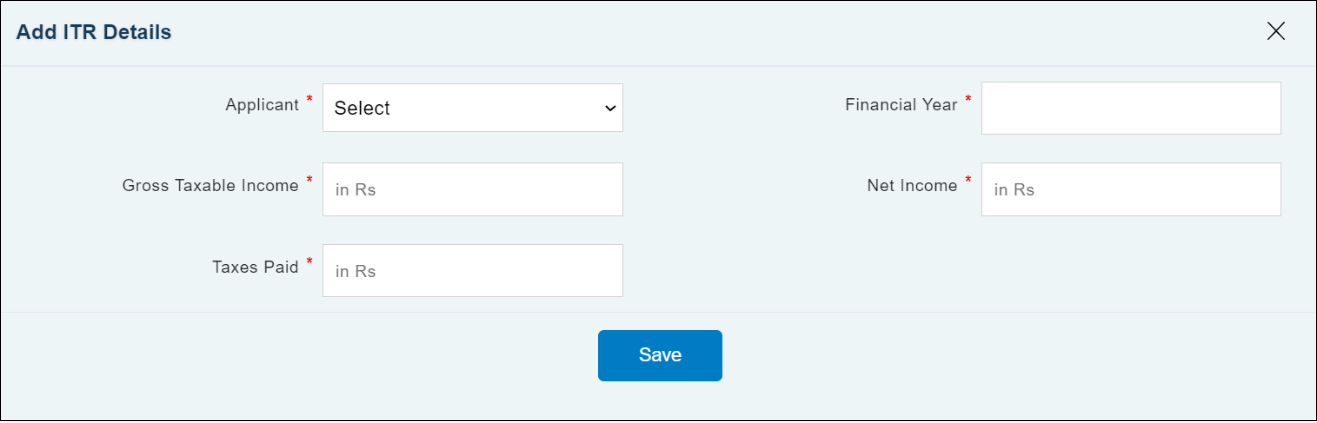 Add ITR Details
Applicant * Select Financial Year *
Gross Taxable Income * in Rs Net Income * in Rs
Taxes Paid * in Rs
Save